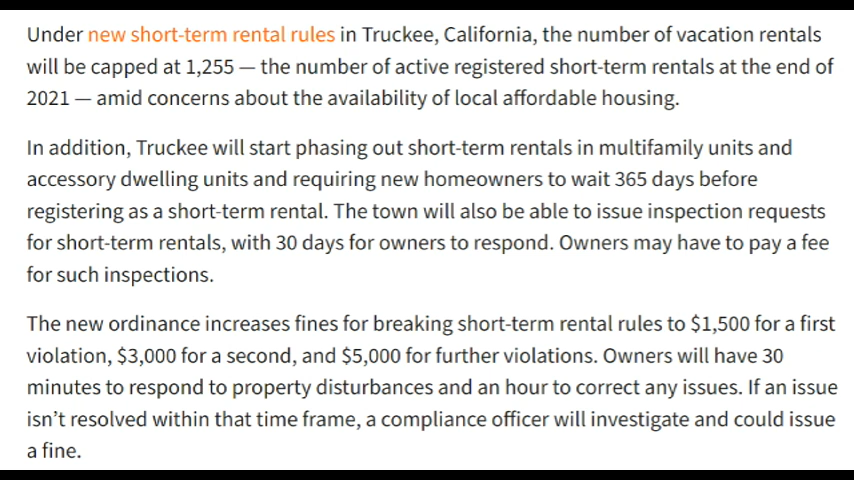 Under new short-term rental rules in Truckee, California, the number of vacation rentals
will be capped at 1,255 — the number of active registered short-term rentals at the end of
2021 — amid concerns about the availability of local affordable housing.
In addition, Truckee will start phasing out short-term rentals in multifamily units and
accessory dwelling units and requiring new homeowners to wait 365 days before
registering as a short-term rental. The town will also be able to issue inspection requests
for short-term rentals, with 30 days for owners to respond. Owners may have to pay a fee
for such inspections.
The new ordinance increases fines for breaking short-term rental rules to $1,500 for a first
violation, $3,000 for a second, and $5,000 for further violations. Owners will have 30
minutes to respond to property disturbances and an hour to correct any issues. If an issue
isn’t resolved within that time frame, a compliance officer will investigate and could issue
a fine.